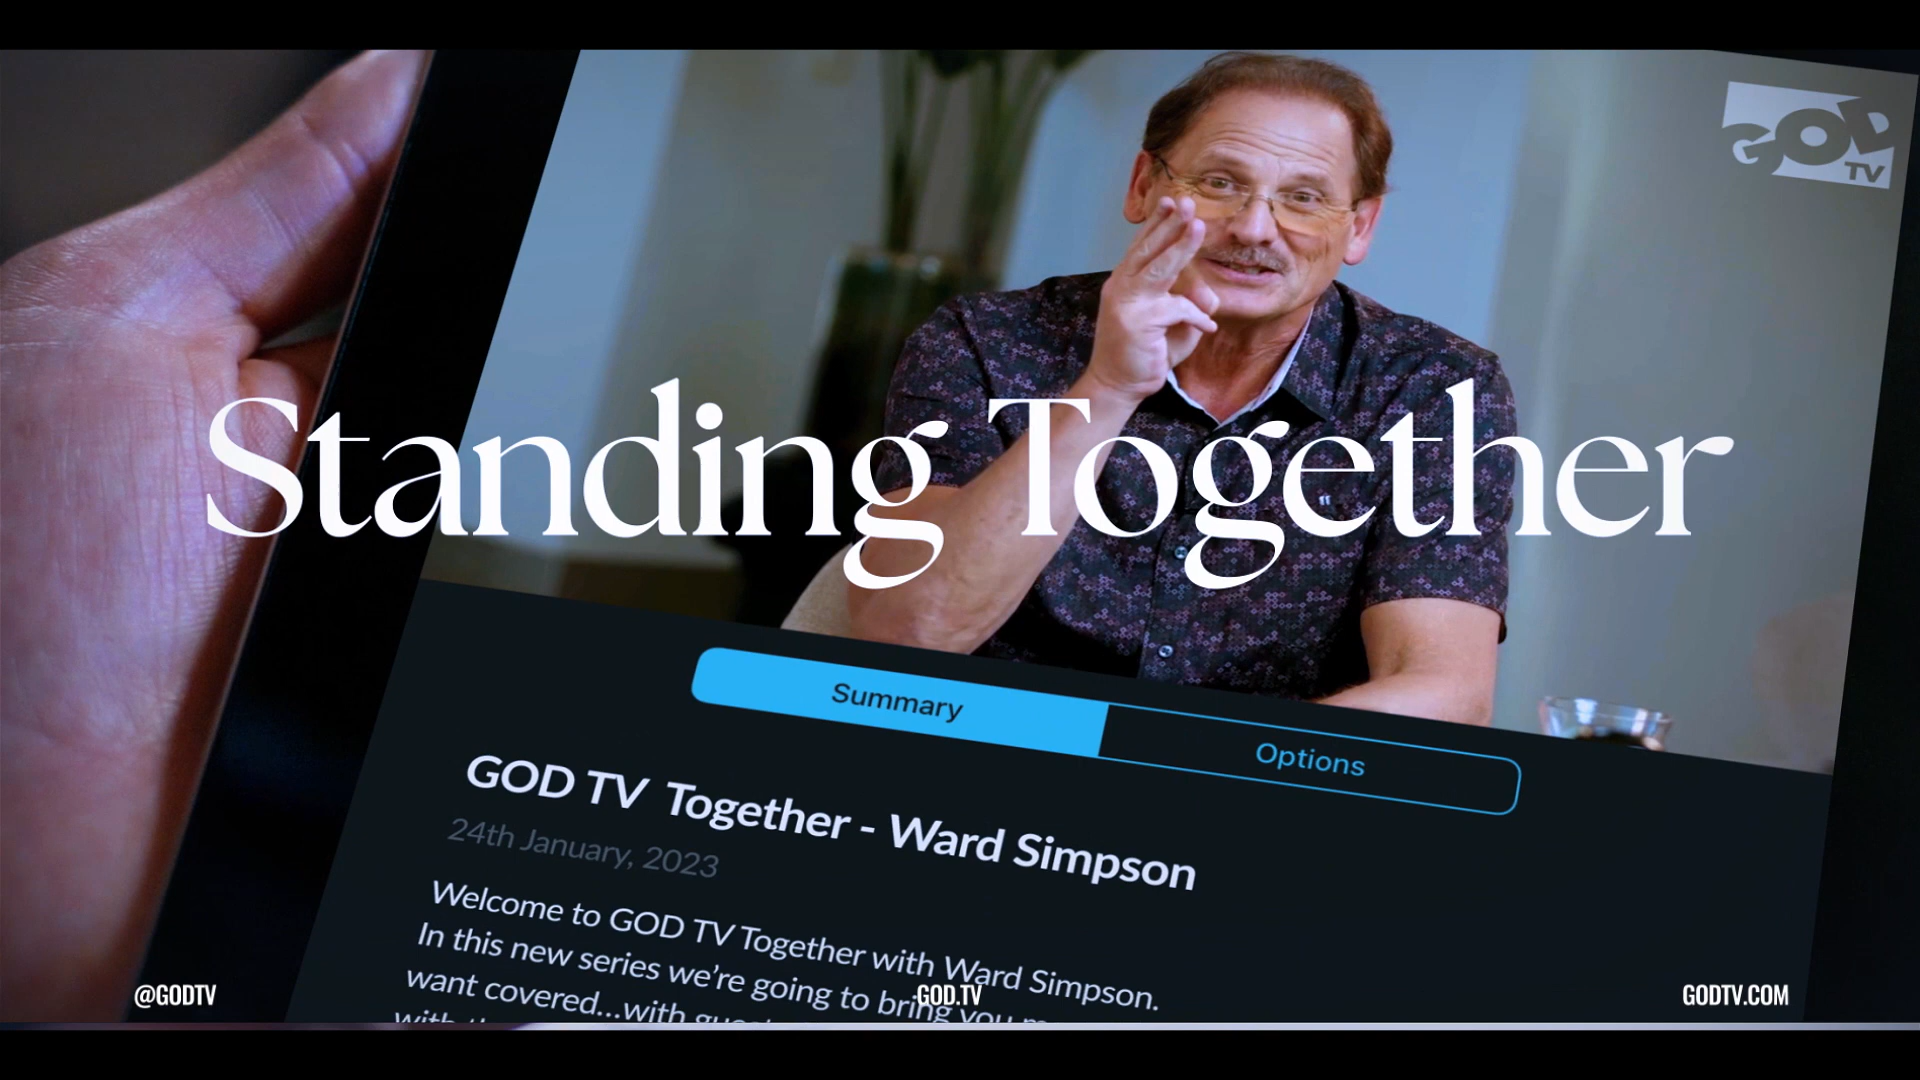 GOD
TV
Standing Together
Summary
Options
GOD TV Together - Ward Simpson
24th January, 2023
Welcome to GOD TV Together with Ward Simpson.
In this new series we're going to bring you
want covered...with
@GODTV
GOD.TV
GODTV.COM